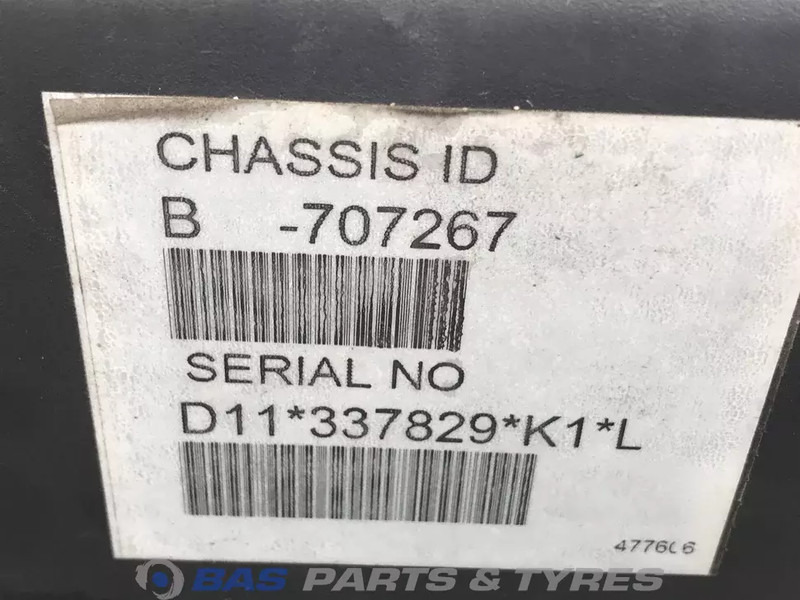 CHASSIS ID
B -707267
SERIAL NO
D11*337829*K1*L
BAS PARTS & TYRES